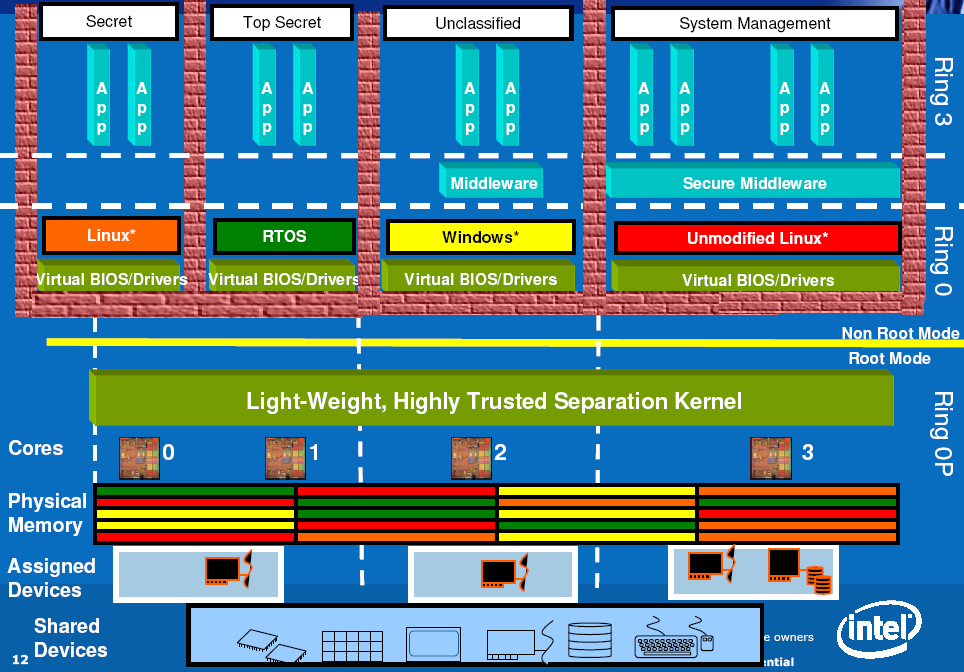 Secret
Top Secret
Unclassified
System Management
App
App
App
App
App
App
App
App
App
App
Ring 3
Middleware
Secure Middleware
Linux*
RTOS
Windows*
Unmodified Linux*
Ring 0
Virtual BIOS/Drivers
Virtual BIOS/Drivers
Virtual BIOS/Drivers
Virtual BIOS/Drivers
Non Root Mode
Root Mode
Light-Weight, Highly Trusted Separation Kernel
Ring 0P
Cores
0
1
2
3
Physical
Memory
Assigned
Devices
Shared
Devices
intel
e owners
ential
12